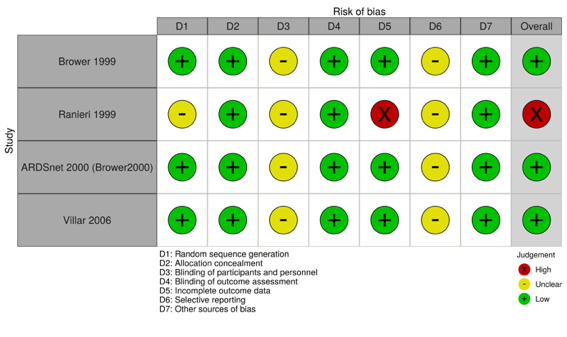 Risk of bias
D1 D2 D3 D4 D5 D6 D7 Overall
Study
Brower 1999 + + - + + - + +
Ranieri 1999 - + - + X - + X
ARDSnet 2000 (Brower2000) + + - + + - + +
Villar 2006 + + - + + - + +
D1: Random sequence generation
D2: Allocation concealment
D3: Blinding of participants and personnel
D4: Blinding of outcome assessment
D5: Incomplete outcome data
D6: Selective reporting
D7: Other sources of bias
Judgement
X High
- Unclear
+ Low